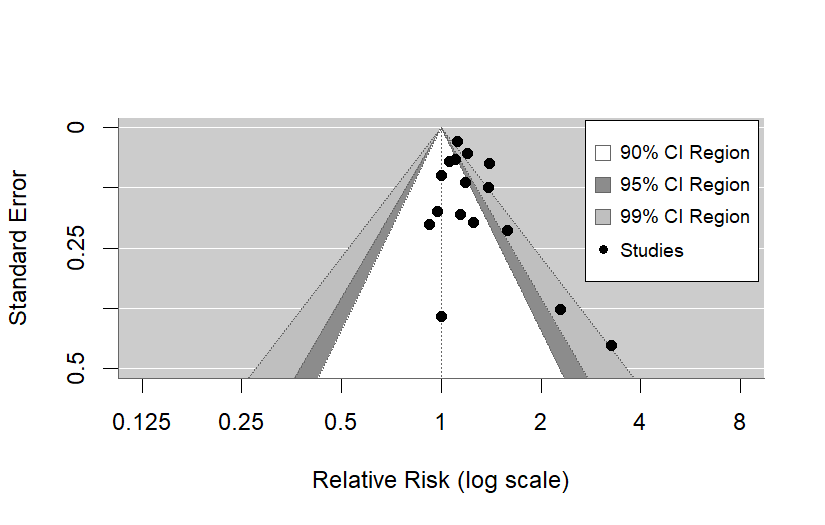 90% CI Region
95% CI Region
99% CI Region
Studies
Standard Error
0
0.25
0.5
0.125 0.25 0.5 1 2 4 8
Relative Risk (log scale)